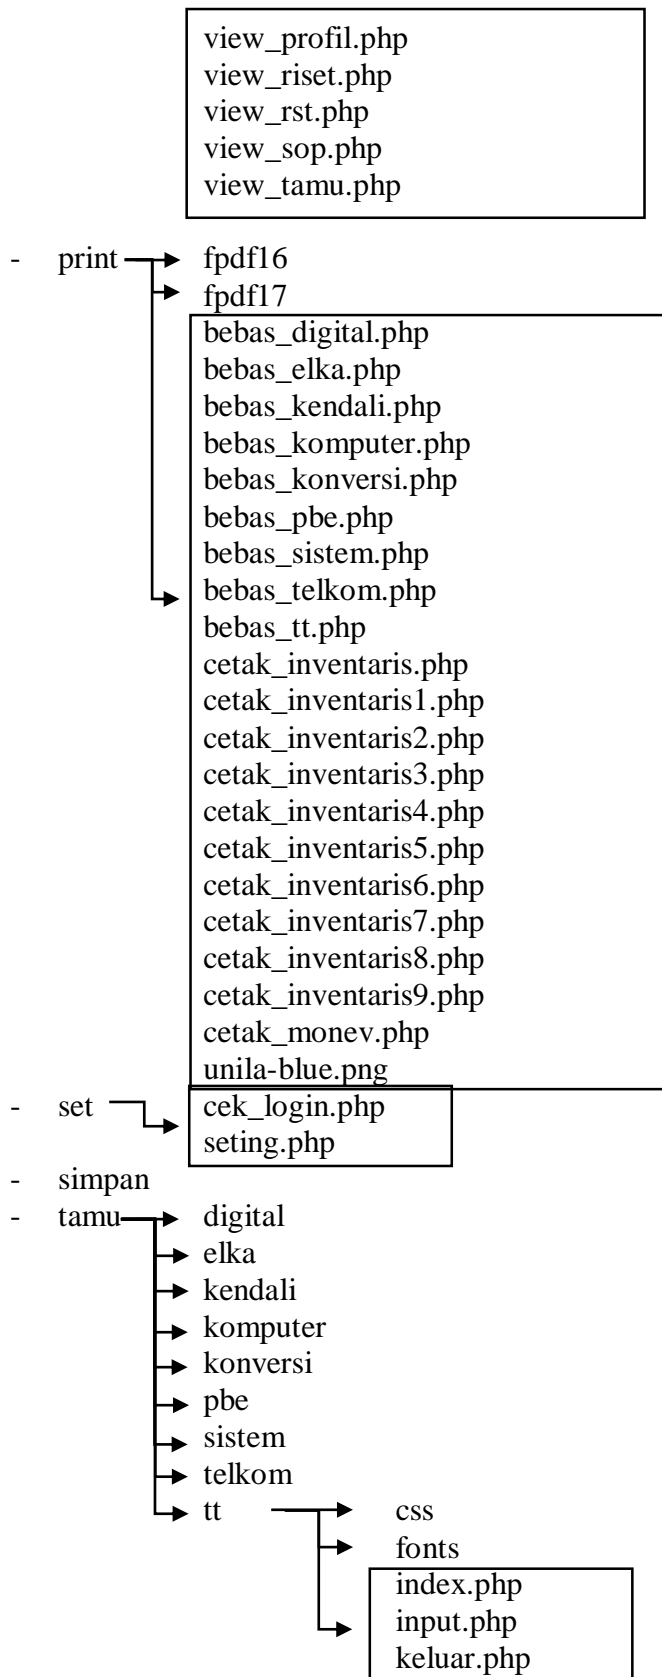 view_profil.php
view_riset.php
view_rst.php
view_sop.php
view_tamu.php
- print fpdf16
fpdf17
bebas_digital.php
bebas_elka.php
bebas_kendali.php
bebas_komputer.php
bebas_konversi.php
bebas_pbe.php
bebas_sistem.php
bebas_telkom.php
bebas_tt.php
cetak_inventaris.php
cetak_inventaris1.php
cetak_inventaris2.php
cetak_inventaris3.php
cetak_inventaris4.php
cetak_inventaris5.php
cetak_inventaris6.php
cetak_inventaris7.php
cetak_inventaris8.php
cetak_inventaris9.php
cetak_monev.php
unila-blue.png
- set cek_login.php
seting.php
- simpan
- tamu digital
elka
kendali
komputer
konversi
pbe
sistem
telkom
tt css
fonts
index.php
input.php
keluar.php